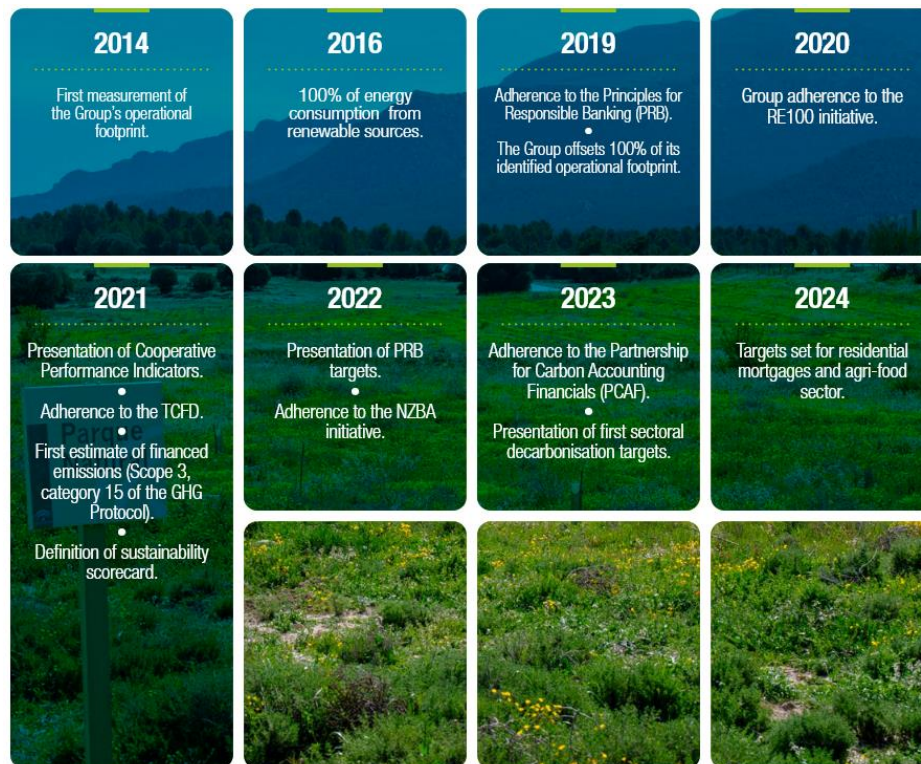 2014
First measurement of
the Group's operational
footprint.
2016
100% of energy
consumption from
renewable sources.
2019
Adherence to the Principles for
Responsible Banking (PRB).
The Group offsets 100% of its
identified operational footprint.
2020
Group adherence to the
RE100 initiative.
2021
Presentation of Cooperative
Performance Indicators.
Adherence to the TCFD.
First estimate of financed
emissions (Scope 3,
category 15 of the GHG
Protocol).
Definition of sustainability
scorecard.
Parque
2022
Presentation of PRB
targets.
Adherence to the NZBA
initiative.
2023
Adherence to the Partnership
for Carbon Accounting
Financials (PCAF).
Presentation of first sectoral
decarbonisation targets.
2024
Targets set for residential
mortgages and agri-food
sector.